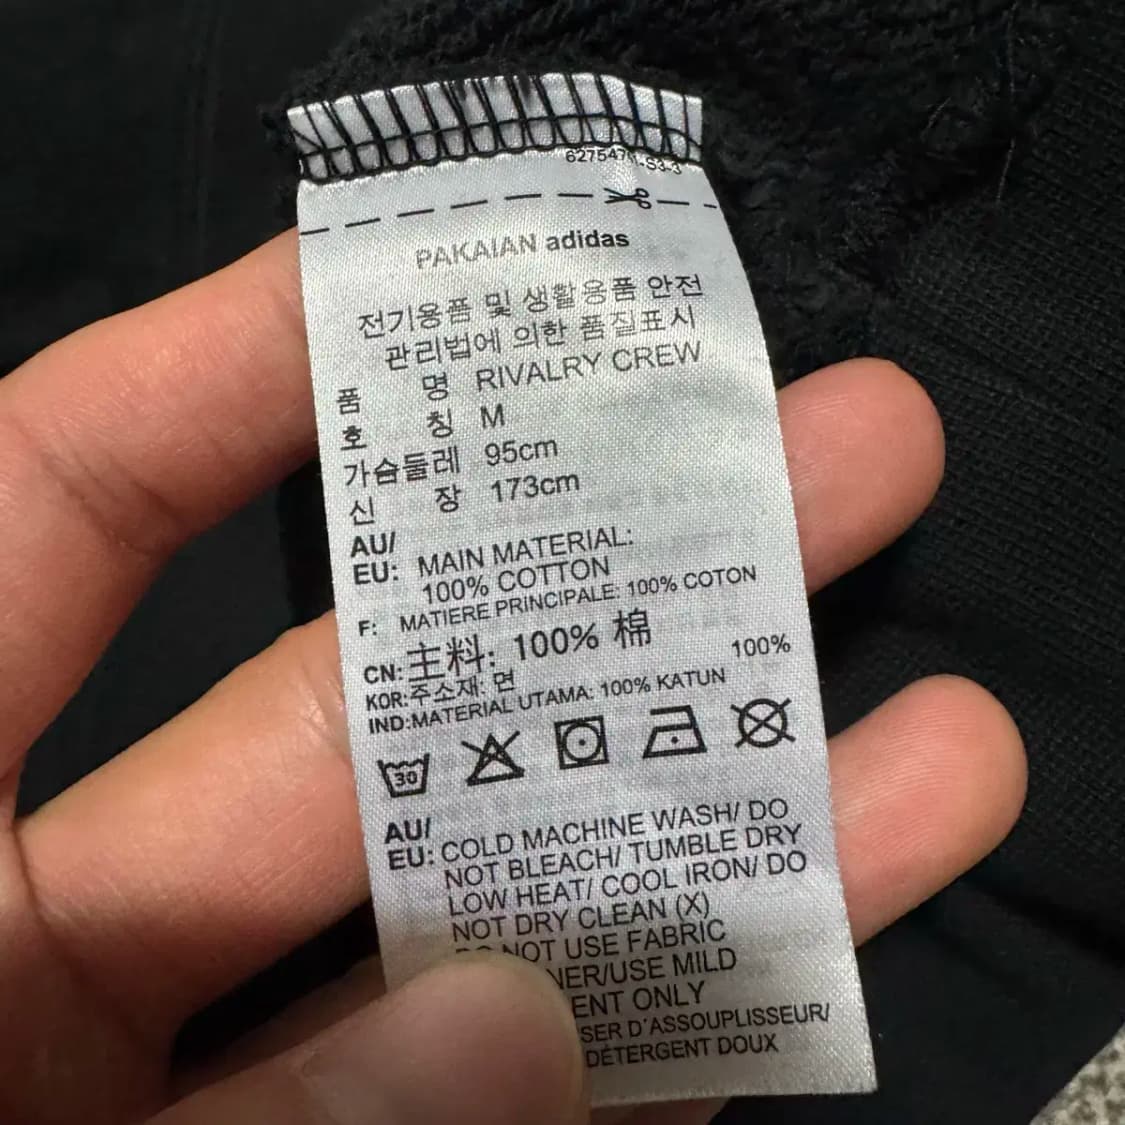 PAKAIAN adidas
전기용품 및 생활용품 안전
관리법에 의한 품질표시
품 명 RIVALRY CREW
호 칭 M
가슴둘레 95cm
신 장 173cm
AU/
EU: MAIN MATERIAL:
100% COTTON
F: MATIERE PRINCIPALE: 100% COTON
CN: 主料: 100% 棉
KOR:주소재: 면 100%
IND:MATERIAL UTAMA: 100% KATUN
30
AU/
EU: COLD MACHINE WASH/ DO
NOT BLEACH/ TUMBLE DRY
LOW HEAT/ COOL IRON/ DO
NOT DRY CLEAN (X)
NOT USE FABRIC
NER/USE MILD
ENT ONLY
SER D'ASSOUPLISSEUR/
DÉTERGENT DOUX